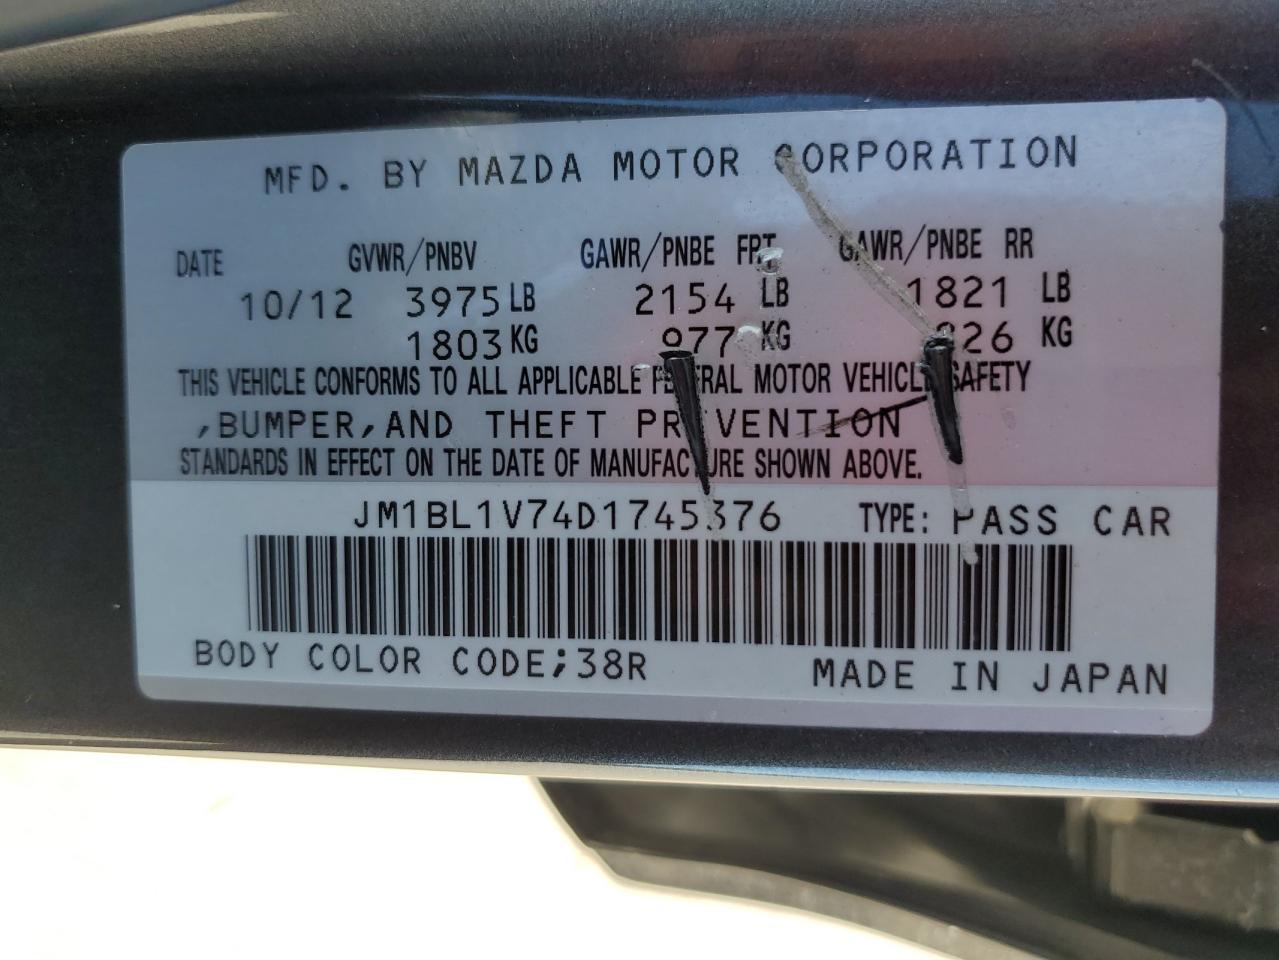 MFD. BY MAZDA MOTOR CORPORATION
DATE GVWR/PNBV GAWR/PNBE FRT GAWR/PNBE RR
10/12 3975 LB 2154 LB 1821 LB
1803 KG 977 KG 826 KG
THIS VEHICLE CONFORMS TO ALL APPLICABLE FEDERAL MOTOR VEHICLE SAFETY
,BUMPER,AND THEFT PREVENTION
STANDARDS IN EFFECT ON THE DATE OF MANUFACTURE SHOWN ABOVE.
JM1BL1V74D1745376 TYPE: PASS CAR
BODY COLOR CODE;38R MADE IN JAPAN